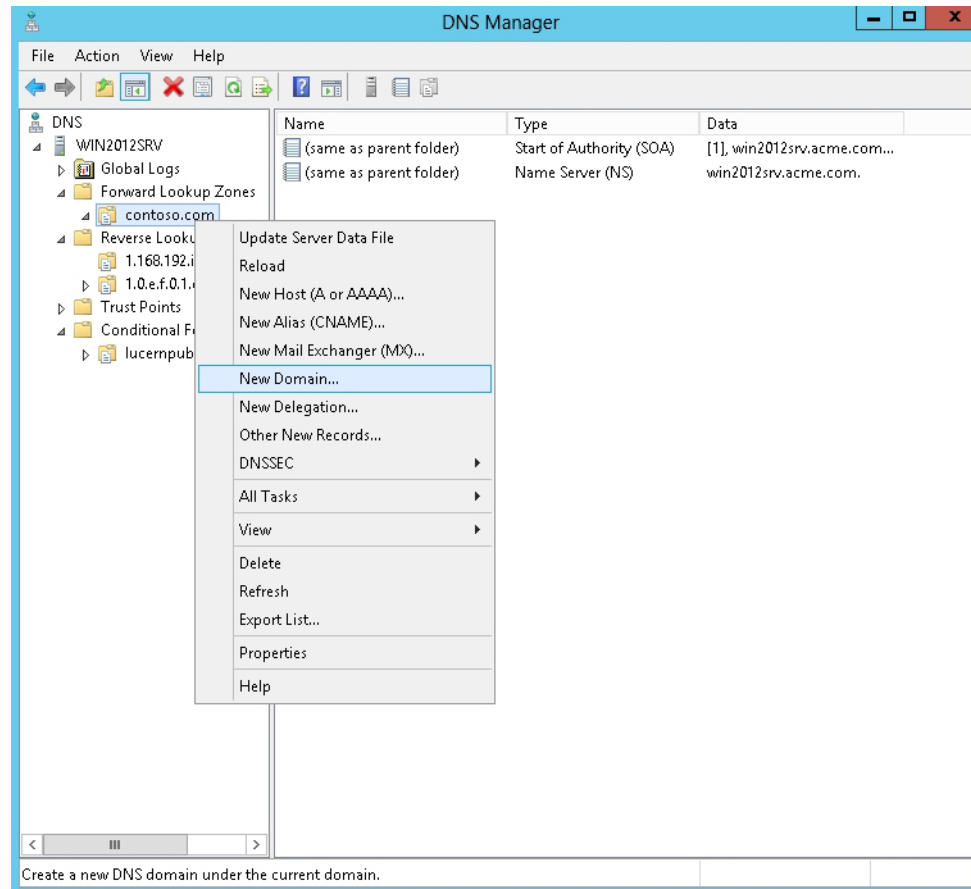 DNS Manager
File Action View Help
DNS
WIN2012SRV
Global Logs
Forward Lookup Zones
contoso.com
Reverse Looku
1.168.192.i
1.0.e.f.0.1.
Trust Points
Conditional F
lucernpub
Name Type Data
(same as parent folder) Start of Authority (SOA) [1], win2012srv.acme.com...
(same as parent folder) Name Server (NS) win2012srv.acme.com.
Update Server Data File
Reload
New Host (A or AAAA)...
New Alias (CNAME)...
New Mail Exchanger (MX)...
New Domain...
New Delegation...
Other New Records...
DNSSEC
All Tasks
View
Delete
Refresh
Export List...
Properties
Help
Create a new DNS domain under the current domain.